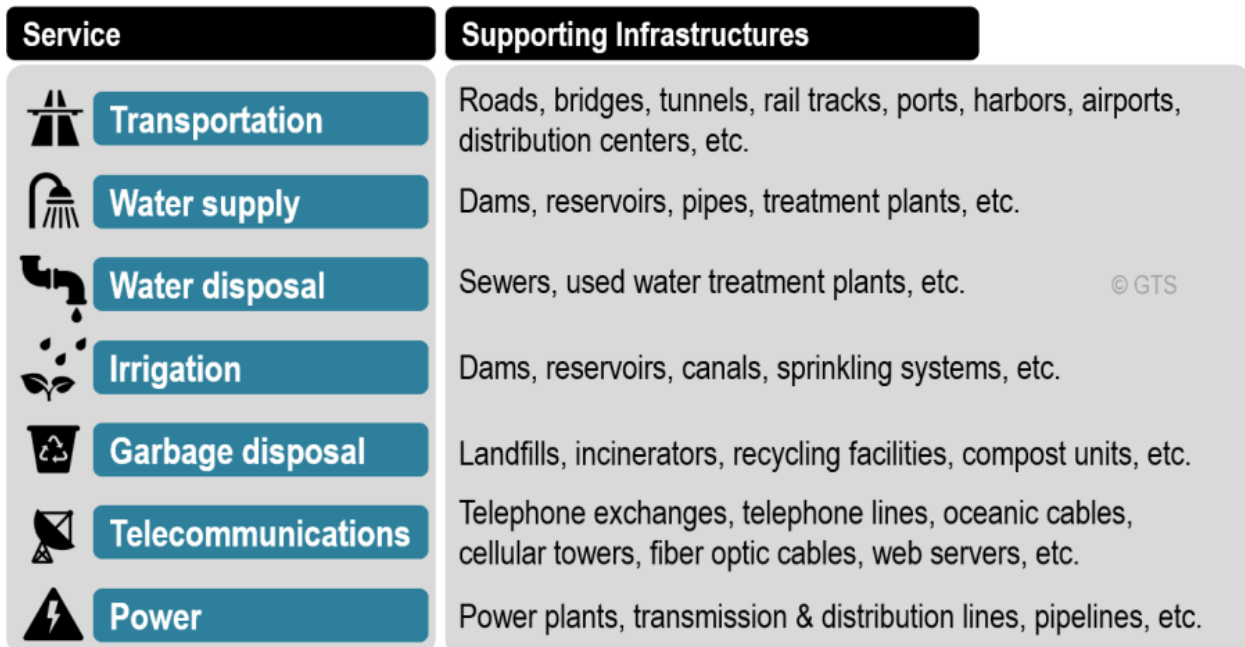 Service
Supporting Infrastructures
Transportation
Roads, bridges, tunnels, rail tracks, ports, harbors, airports,
distribution centers, etc.
Water supply
Dams, reservoirs, pipes, treatment plants, etc.
Water disposal
Sewers, used water treatment plants, etc.
© GTS
Irrigation
Dams, reservoirs, canals, sprinkling systems, etc.
Garbage disposal
Landfills, incinerators, recycling facilities, compost units, etc.
Telecommunications
Telephone exchanges, telephone lines, oceanic cables,
cellular towers, fiber optic cables, web servers, etc.
Power
Power plants, transmission & distribution lines, pipelines, etc.